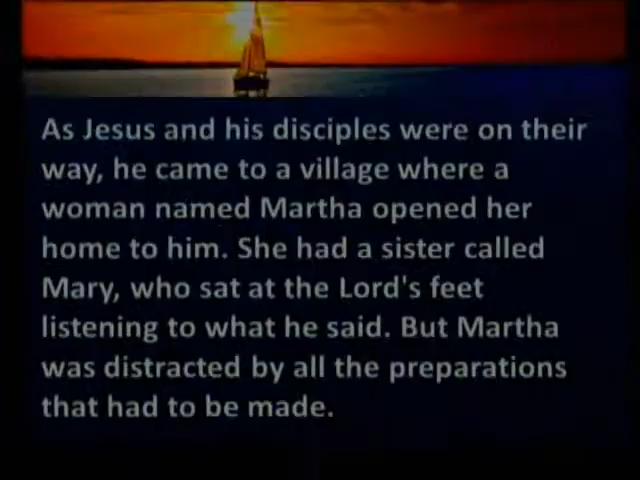 As Jesus and his disciples were on their
way, he came to a village where a
woman named Martha opened her
home to him. She had a sister called
Mary, who sat at the Lord's feet
listening to what he said. But Martha
was distracted by all the preparations
that had to be made.